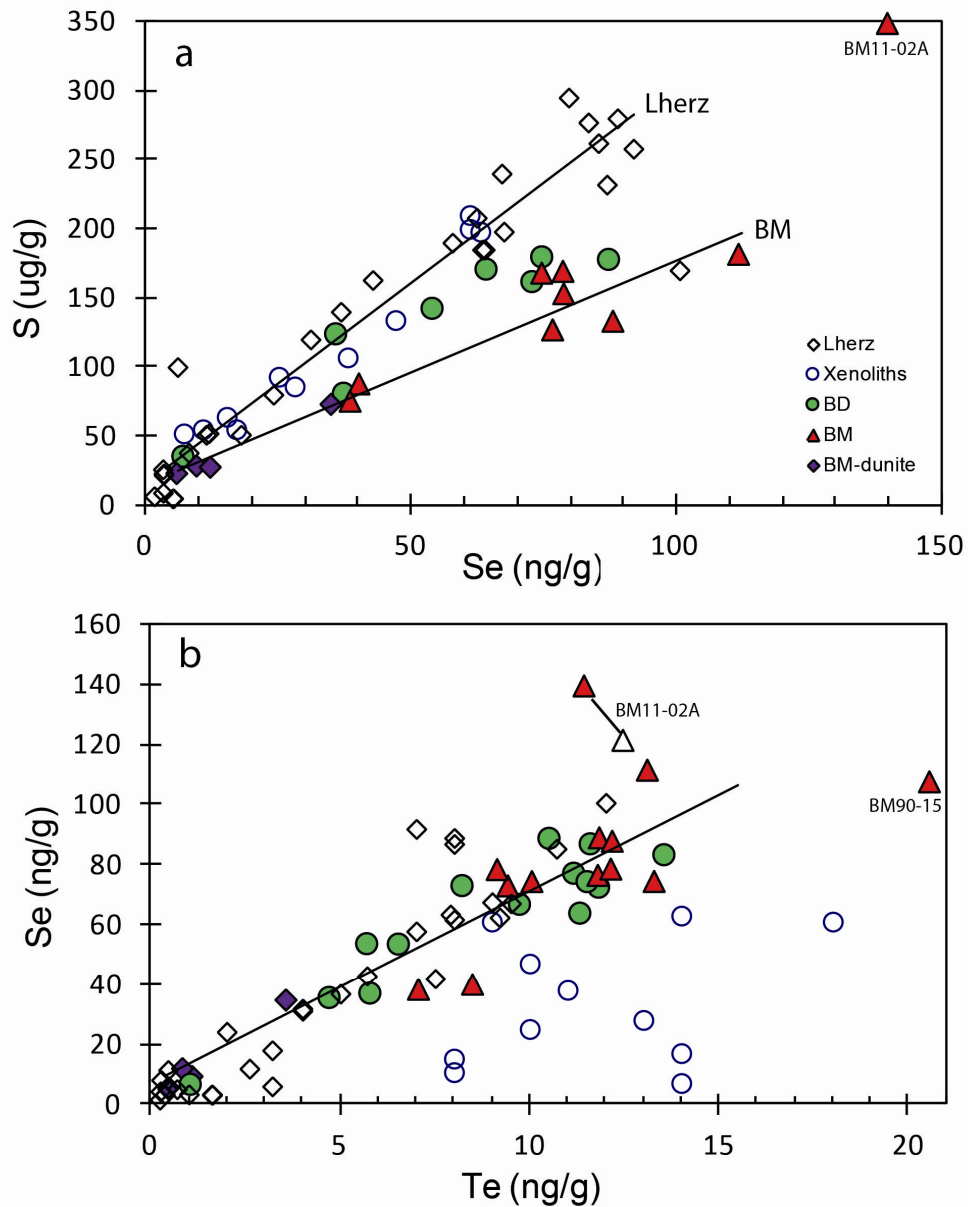 a
350
300
250
200
150
100
50
0
S (ug/g)
BM11-02A
Lherz
BM
Lherz
Xenoliths
BD
BM
BM-dunite
0 50 100 150
Se (ng/g)
b
160
140
120
100
80
60
40
20
0
Se (ng/g)
BM11-02A
BM90-15
0 5 10 15 20
Te (ng/g)